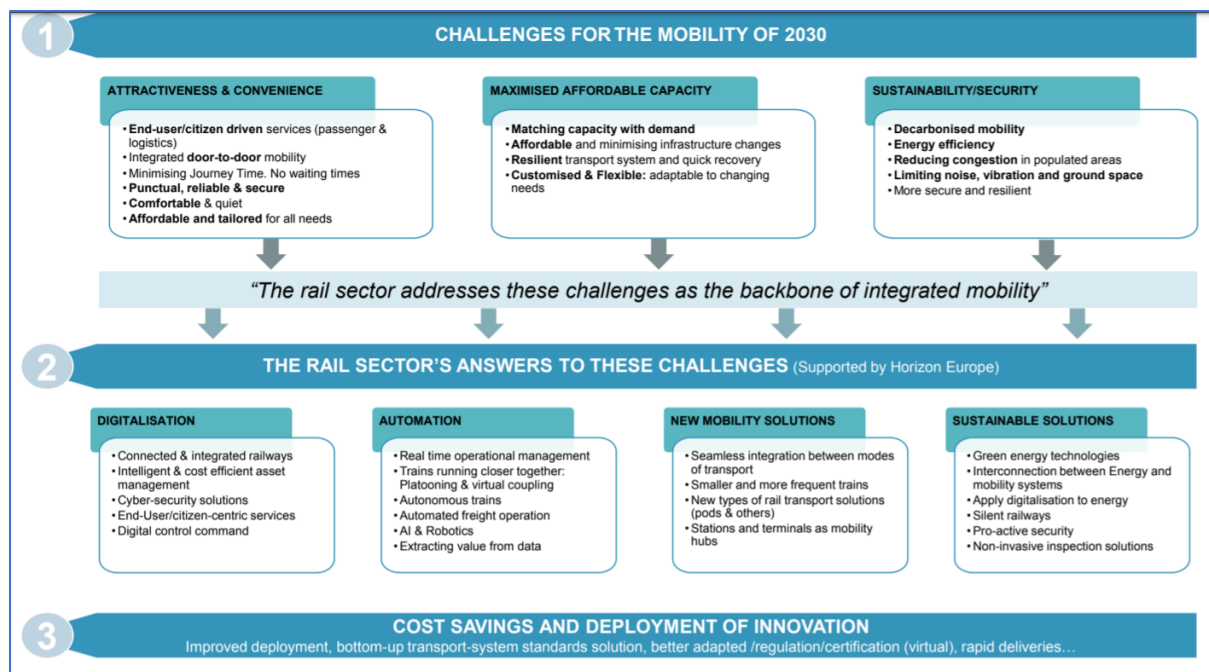 1
CHALLENGES FOR THE MOBILITY OF 2030
ATTRACTIVENESS & CONVENIENCE
• End-user/citizen driven services (passenger &
logistics)
• Integrated door-to-door mobility
• Minimising Journey Time. No waiting times
• Punctual, reliable & secure
• Comfortable & quiet
• Affordable and tailored for all needs
MAXIMISED AFFORDABLE CAPACITY
• Matching capacity with demand
• Affordable and minimising infrastructure changes
• Resilient transport system and quick recovery
• Customised & Flexible: adaptable to changing
needs
SUSTAINABILITY/SECURITY
• Decarbonised mobility
• Energy efficiency
• Reducing congestion in populated areas
• Limiting noise, vibration and ground space
• More secure and resilient
“The rail sector addresses these challenges as the backbone of integrated mobility”
2
THE RAIL SECTOR’S ANSWERS TO THESE CHALLENGES (Supported by Horizon Europe)
DIGITALISATION
• Connected & integrated railways
• Intelligent & cost efficient asset
management
• Cyber-security solutions
• End-User/citizen-centric services
• Digital control command
AUTOMATION
• Real time operational management
• Trains running closer together:
Platooning & virtual coupling
• Autonomous trains
• Automated freight operation
• AI & Robotics
• Extracting value from data
NEW MOBILITY SOLUTIONS
• Seamless integration between modes
of transport
• Smaller and more frequent trains
• New types of rail transport solutions
(pods & others)
• Stations and terminals as mobility
hubs
SUSTAINABLE SOLUTIONS
• Green energy technologies
• Interconnection between Energy and
mobility systems
• Apply digitalisation to energy
• Silent railways
• Pro-active security
• Non-invasive inspection solutions
3
COST SAVINGS AND DEPLOYMENT OF INNOVATION
Improved deployment, bottom-up transport-system standards solution, better adapted /regulation/certification (virtual), rapid deliveries…